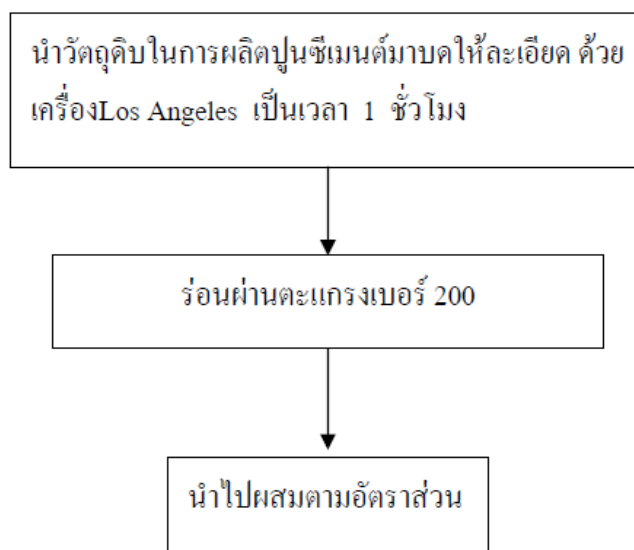 นำวัตถุดิบในการผลิตปูนซีเมนต์มาบดให้ละเอียด ด้วย
เครื่องLos Angeles เป็นเวลา 1 ชั่วโมง
ร่อนผ่านตะแกรงเบอร์ 200
นำไปผสมตามอัตราส่วน